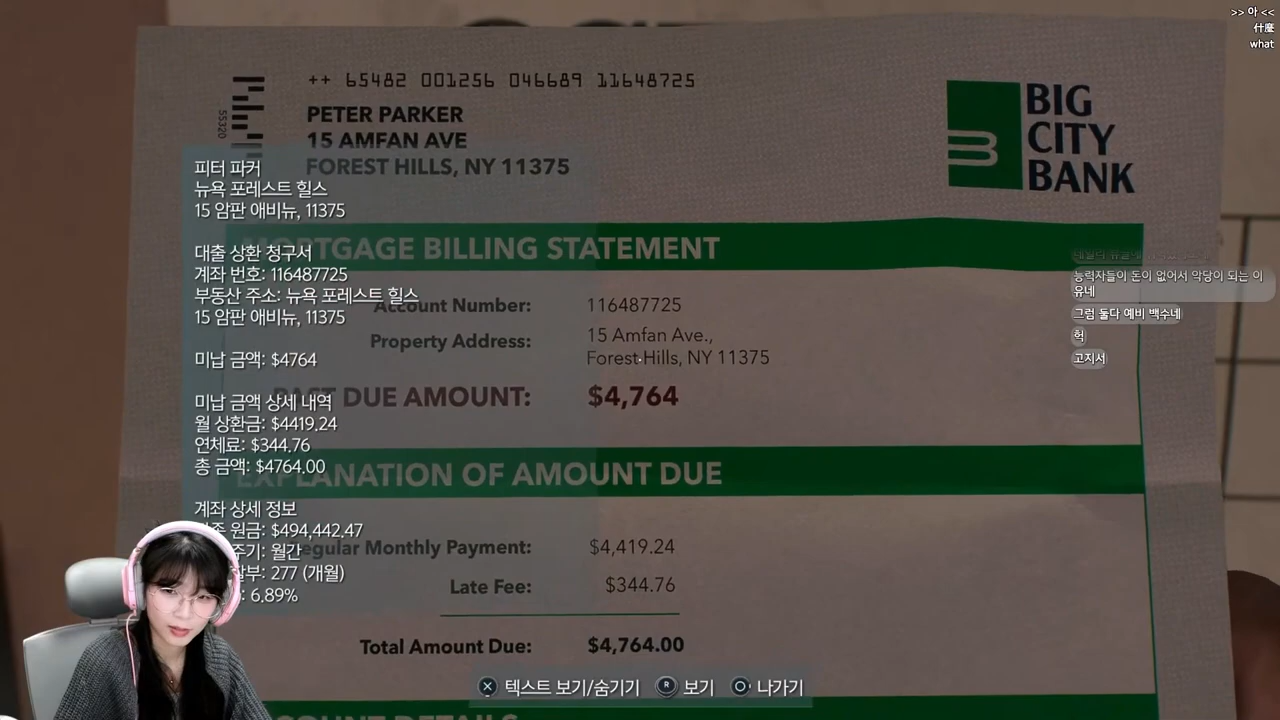 >> 아 <<
什麼
what
++ 65482 001256 046689 11648725
55320
PETER PARKER
15 AMFAN AVE
FOREST HILLS, NY 11375
BIG
CITY
BANK
피터 파커
뉴욕 포레스트 힐스
15 암판 애비뉴, 11375
대출 상환 청구서
계좌 번호: 116487725
부동산 주소: 뉴욕 포레스트 힐스
15 암판 애비뉴, 11375
미납 금액: $4764
미납 금액 상세 내역
월 상환금: $4419.24
연체료: $344.76
총 금액: $4764.00
계좌 상세 정보
원금: $494,442.47
주기: 월간
277 (개월)
6.89%
MORTGAGE BILLING STATEMENT
Account Number: 116487725
Property Address: 15 Amfan Ave.,
Forest Hills, NY 11375
PAST DUE AMOUNT: $4,764
EXPLANATION OF AMOUNT DUE
Regular Monthly Payment: $4,419.24
Late Fee: $344.76
Total Amount Due: $4,764.00
ACCOUNT DETAILS
능력자들이 돈이 없어서 악당이 되는 이
유네
그럼 둘다 예비 백수네
헉
고지서
텍스트 보기/숨기기 R 보기 나가기